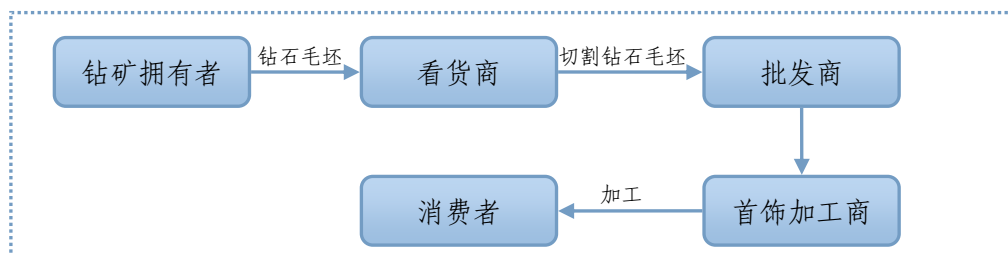 钻矿拥有者
钻石毛坯
看货商
切割钻石毛坯
批发商
首饰加工商
加工
消费者